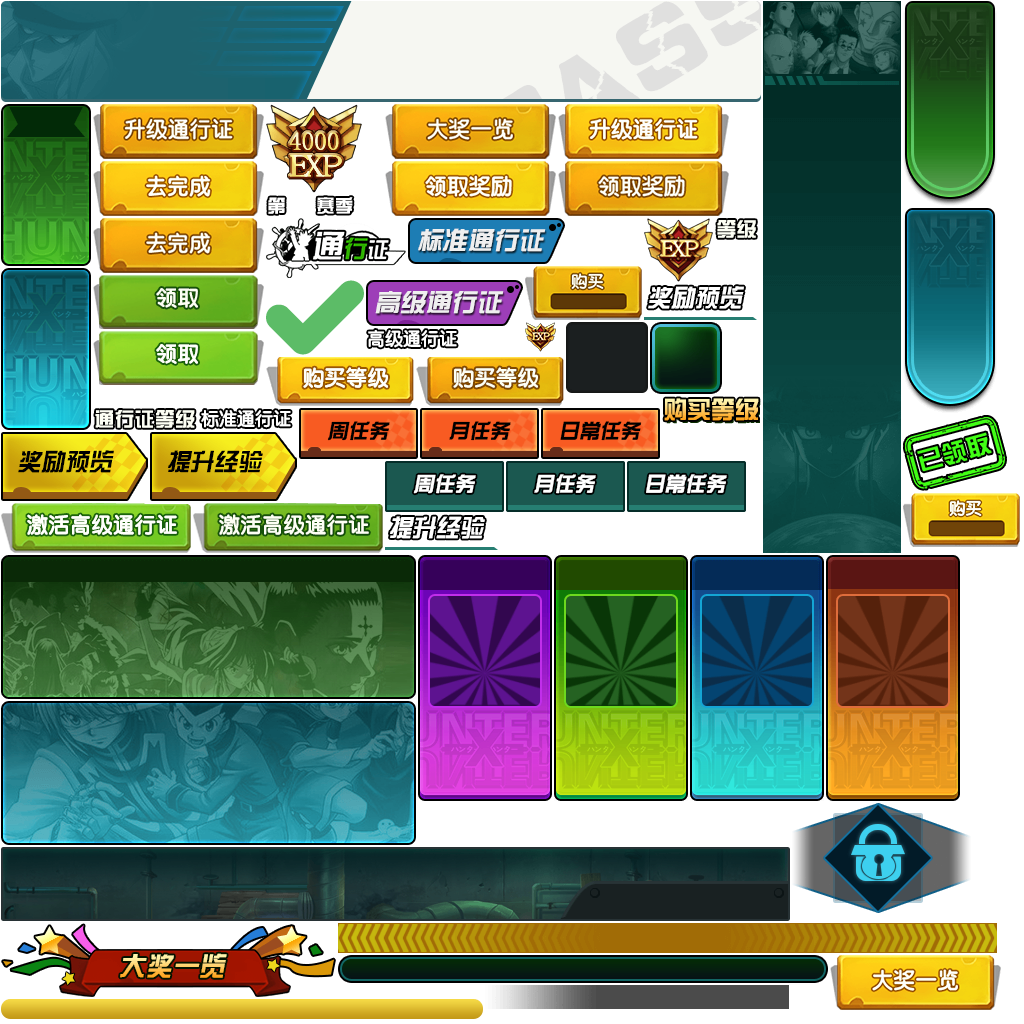 PASS
升级通行证
4000
EXP
大奖一览
升级通行证
去完成
领取奖励
领取奖励
第 赛季
去完成
通行证
标准通行证
EXP
等级
领取
购买
奖励预览
高级通行证
领取
高级通行证
EXP
购买等级
购买等级
购买等级
通行证等级
标准通行证
周任务
月任务
日常任务
奖励预览
提升经验
已领取
周任务
月任务
日常任务
购买
激活高级通行证
激活高级通行证
提升经验
大奖一览
大奖一览